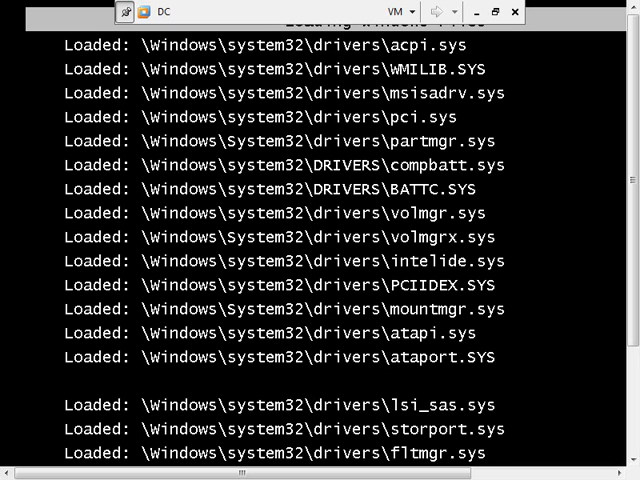 DC
VM
Loaded: \Windows\system32\drivers\acpi.sys
Loaded: \Windows\system32\drivers\WMILIB.SYS
Loaded: \Windows\system32\drivers\msisadrv.sys
Loaded: \Windows\system32\drivers\pci.sys
Loaded: \Windows\System32\drivers\partmgr.sys
Loaded: \Windows\system32\DRIVERS\compbatt.sys
Loaded: \Windows\system32\DRIVERS\BATTC.SYS
Loaded: \Windows\system32\drivers\volmgr.sys
Loaded: \Windows\System32\drivers\volmgrx.sys
Loaded: \Windows\system32\drivers\intelide.sys
Loaded: \Windows\system32\drivers\PCIIDEX.SYS
Loaded: \Windows\System32\drivers\mountmgr.sys
Loaded: \Windows\system32\drivers\atapi.sys
Loaded: \Windows\system32\drivers\ataport.SYS
Loaded: \Windows\system32\drivers\lsi_sas.sys
Loaded: \Windows\system32\drivers\storport.sys
Loaded: \Windows\system32\drivers\fltmgr.sys